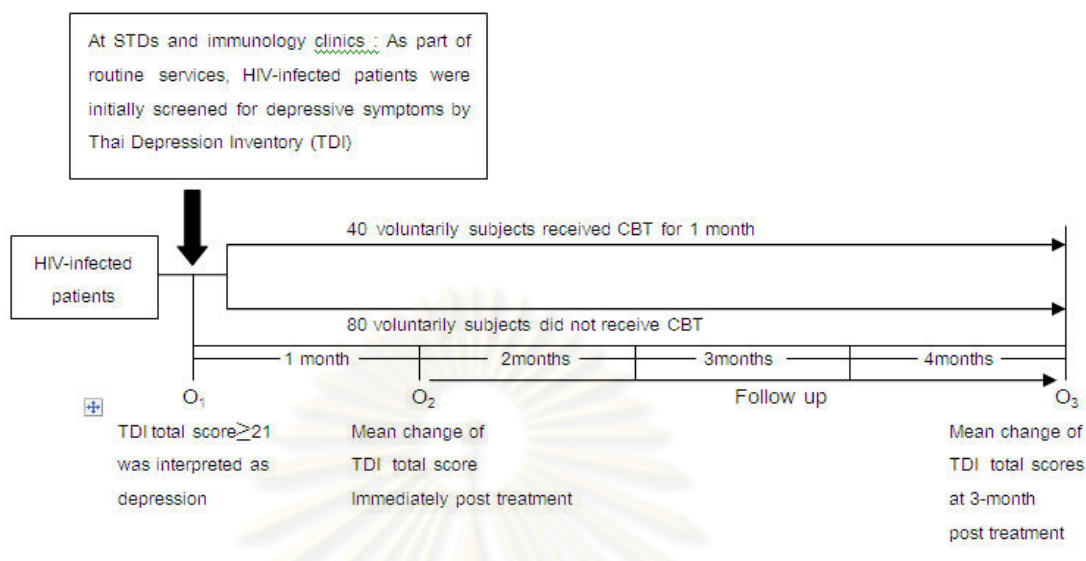 At STDs and immunology clinics : As part of
routine services, HIV-infected patients were
initially screened for depressive symptoms by
Thai Depression Inventory (TDI)
40 voluntarily subjects received CBT for 1 month
HIV-infected
patients
80 voluntarily subjects did not receive CBT
1 month
2months
3months
4months
O1
O2
Follow up
O3
TDI total score≥21
was interpreted as
depression
Mean change of
TDI total score
Immediately post treatment
Mean change of
TDI total scores
at 3-month
post treatment